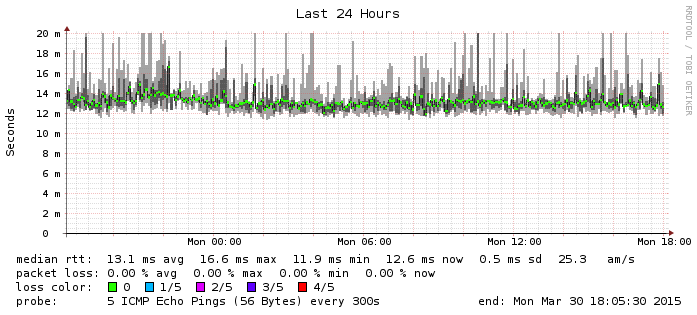 Last 24 Hours
RRDTOOL / TOBI OETIKER
Seconds
20 m
18 m
16 m
14 m
12 m
10 m
8 m
6 m
4 m
2 m
0
Mon 00:00 Mon 06:00 Mon 12:00 Mon 18:00
median rtt: 13.1 ms avg 16.6 ms max 11.9 ms min 12.6 ms now 0.5 ms sd 25.3 am/s
packet loss: 0.00 % avg 0.00 % max 0.00 % min 0.00 % now
loss color: 0 1/5 2/5 3/5 4/5
probe: 5 ICMP Echo Pings (56 Bytes) every 300s end: Mon Mar 30 18:05:30 2015